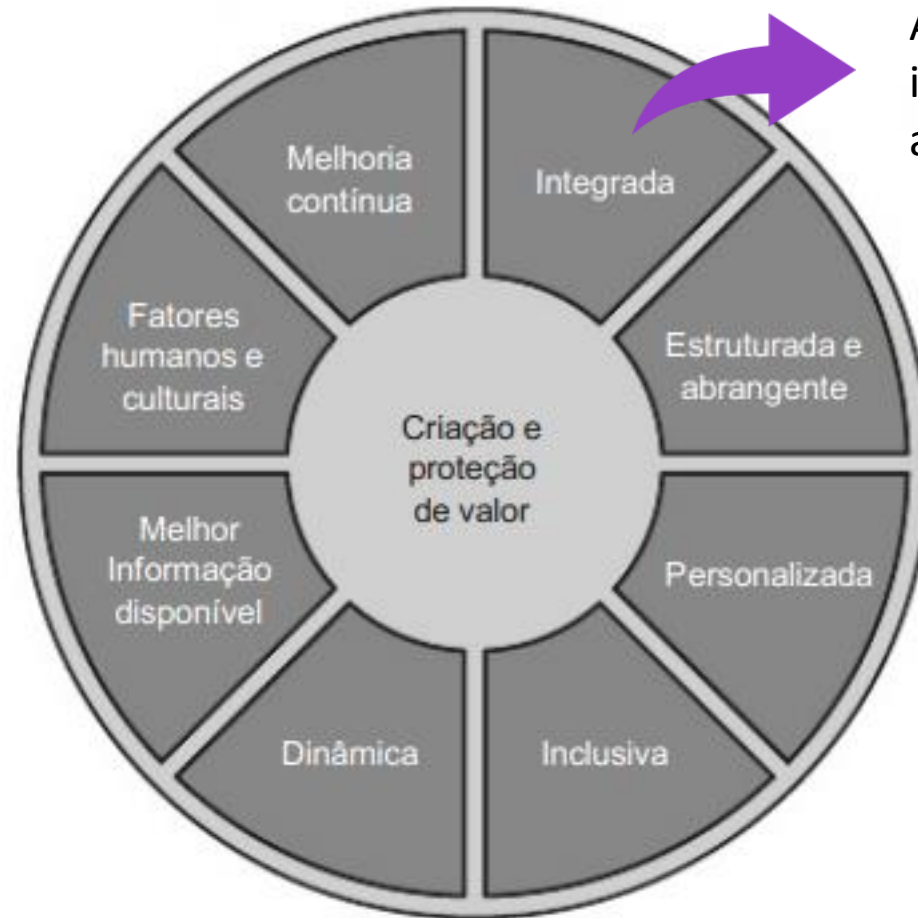 A
i
a
Melhoria
contínua
Integrada
Estruturada e
abrangente
Personalizada
Inclusiva
Dinâmica
Melhor
Informação
disponível
Fatores
humanos e
culturais
Criação e
proteção
de valor